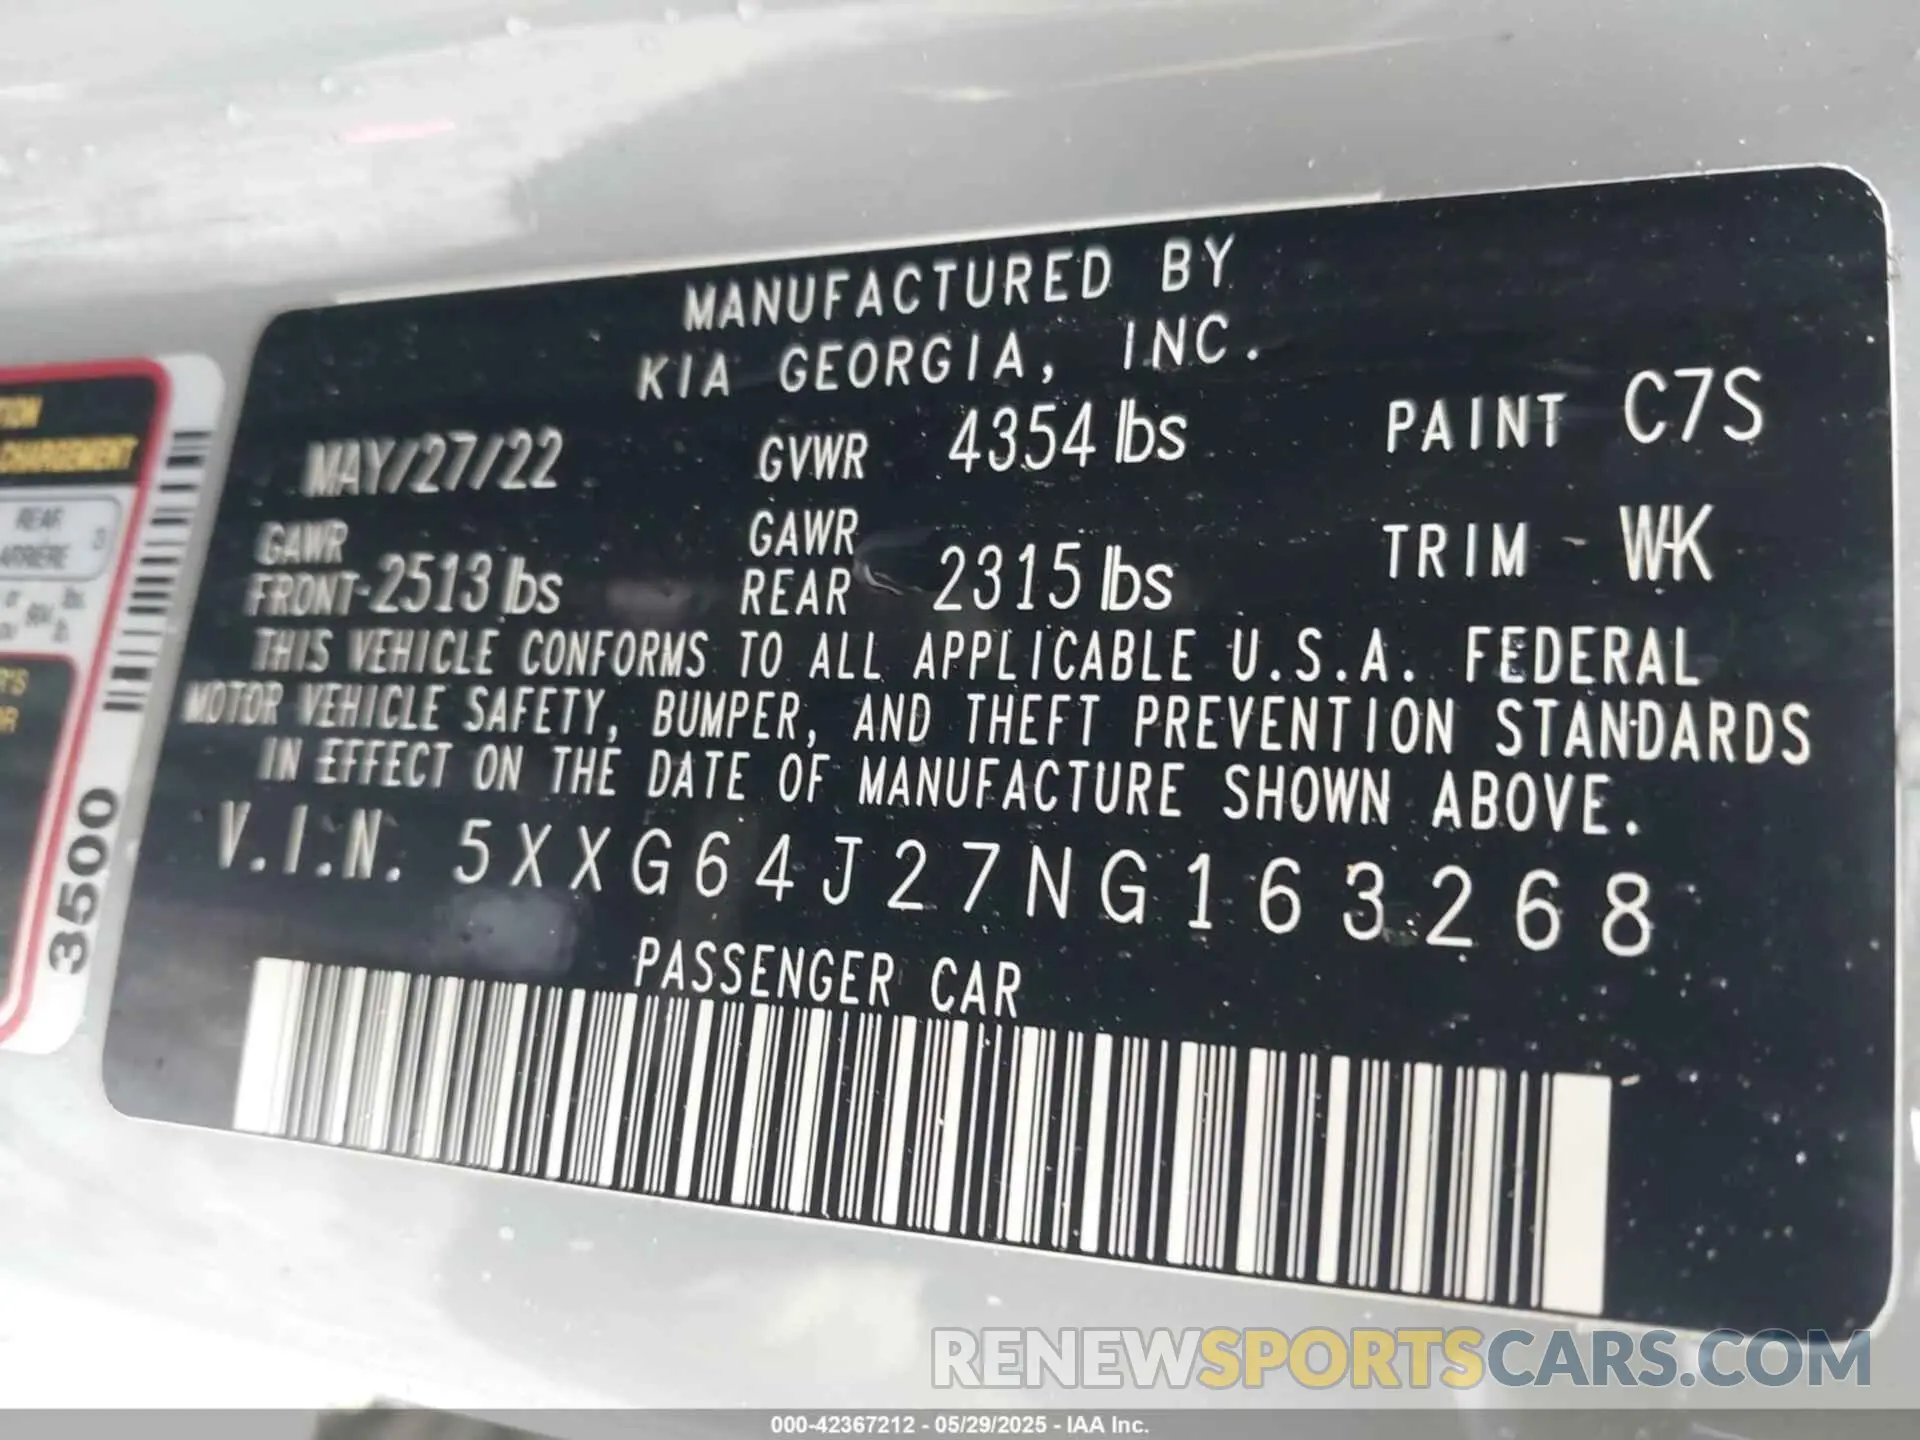 MANUFACTURED BY
KIA GEORGIA, INC.
MAY/27/22 GVWR 4354 lbs PAINT C7S
GAWR FRONT 2513 lbs GAWR REAR 2315 lbs TRIM WK
THIS VEHICLE CONFORMS TO ALL APPLICABLE U.S.A. FEDERAL
MOTOR VEHICLE SAFETY, BUMPER, AND THEFT PREVENTION STANDARDS
IN EFFECT ON THE DATE OF MANUFACTURE SHOWN ABOVE.
V.I.N. 5XXG64J27NG163268
PASSENGER CAR
CHARGEMENT
REAR
3500
RENEWSPORTSCARS.COM
000-42367212 - 05/29/2025 - IAA Inc.